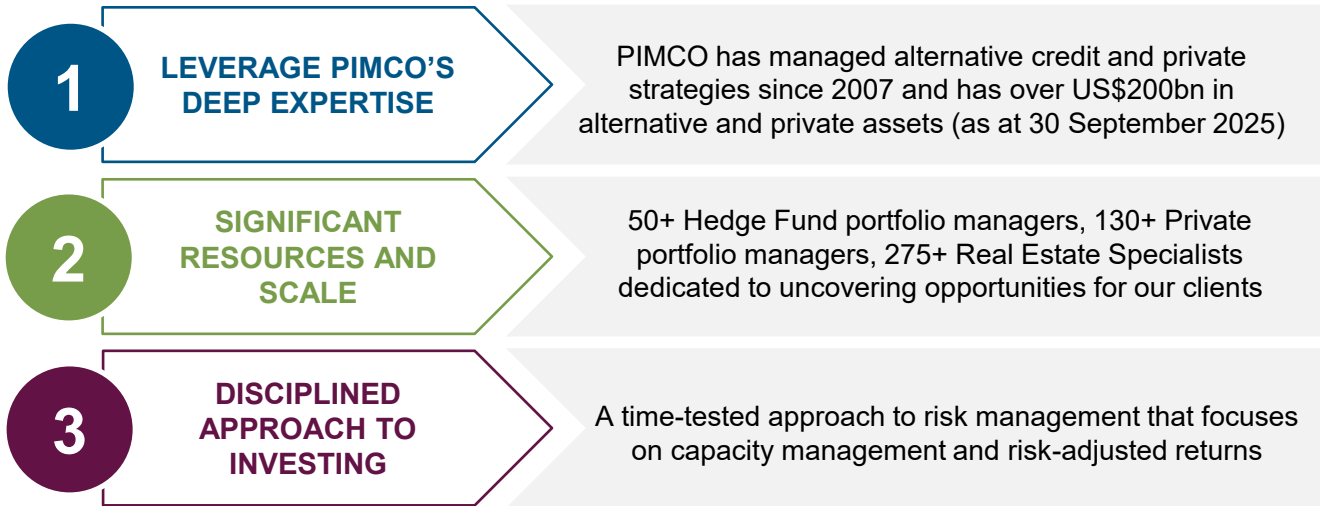 1
LEVERAGE PIMCO'S
DEEP EXPERTISE
PIMCO has managed alternative credit and private
strategies since 2007 and has over US$200bn in
alternative and private assets (as at 30 September 2025)
2
SIGNIFICANT
RESOURCES AND
SCALE
50+ Hedge Fund portfolio managers, 130+ Private
portfolio managers, 275+ Real Estate Specialists
dedicated to uncovering opportunities for our clients
3
DISCIPLINED
APPROACH TO
INVESTING
A time-tested approach to risk management that focuses
on capacity management and risk-adjusted returns